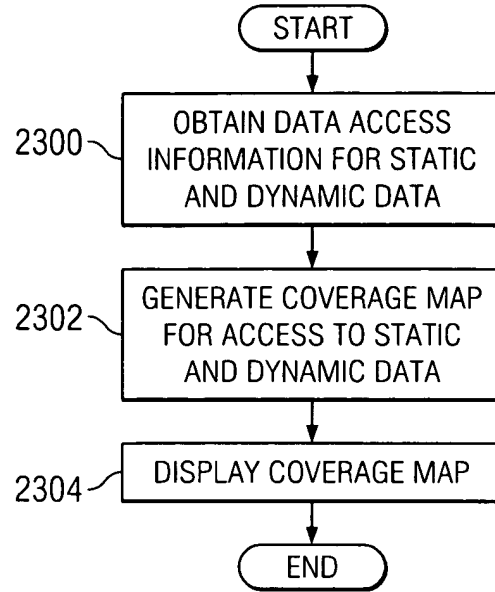 START
2300
OBTAIN DATA ACCESS
INFORMATION FOR STATIC
AND DYNAMIC DATA
2302
GENERATE COVERAGE MAP
FOR ACCESS TO STATIC
AND DYNAMIC DATA
2304
DISPLAY COVERAGE MAP
END